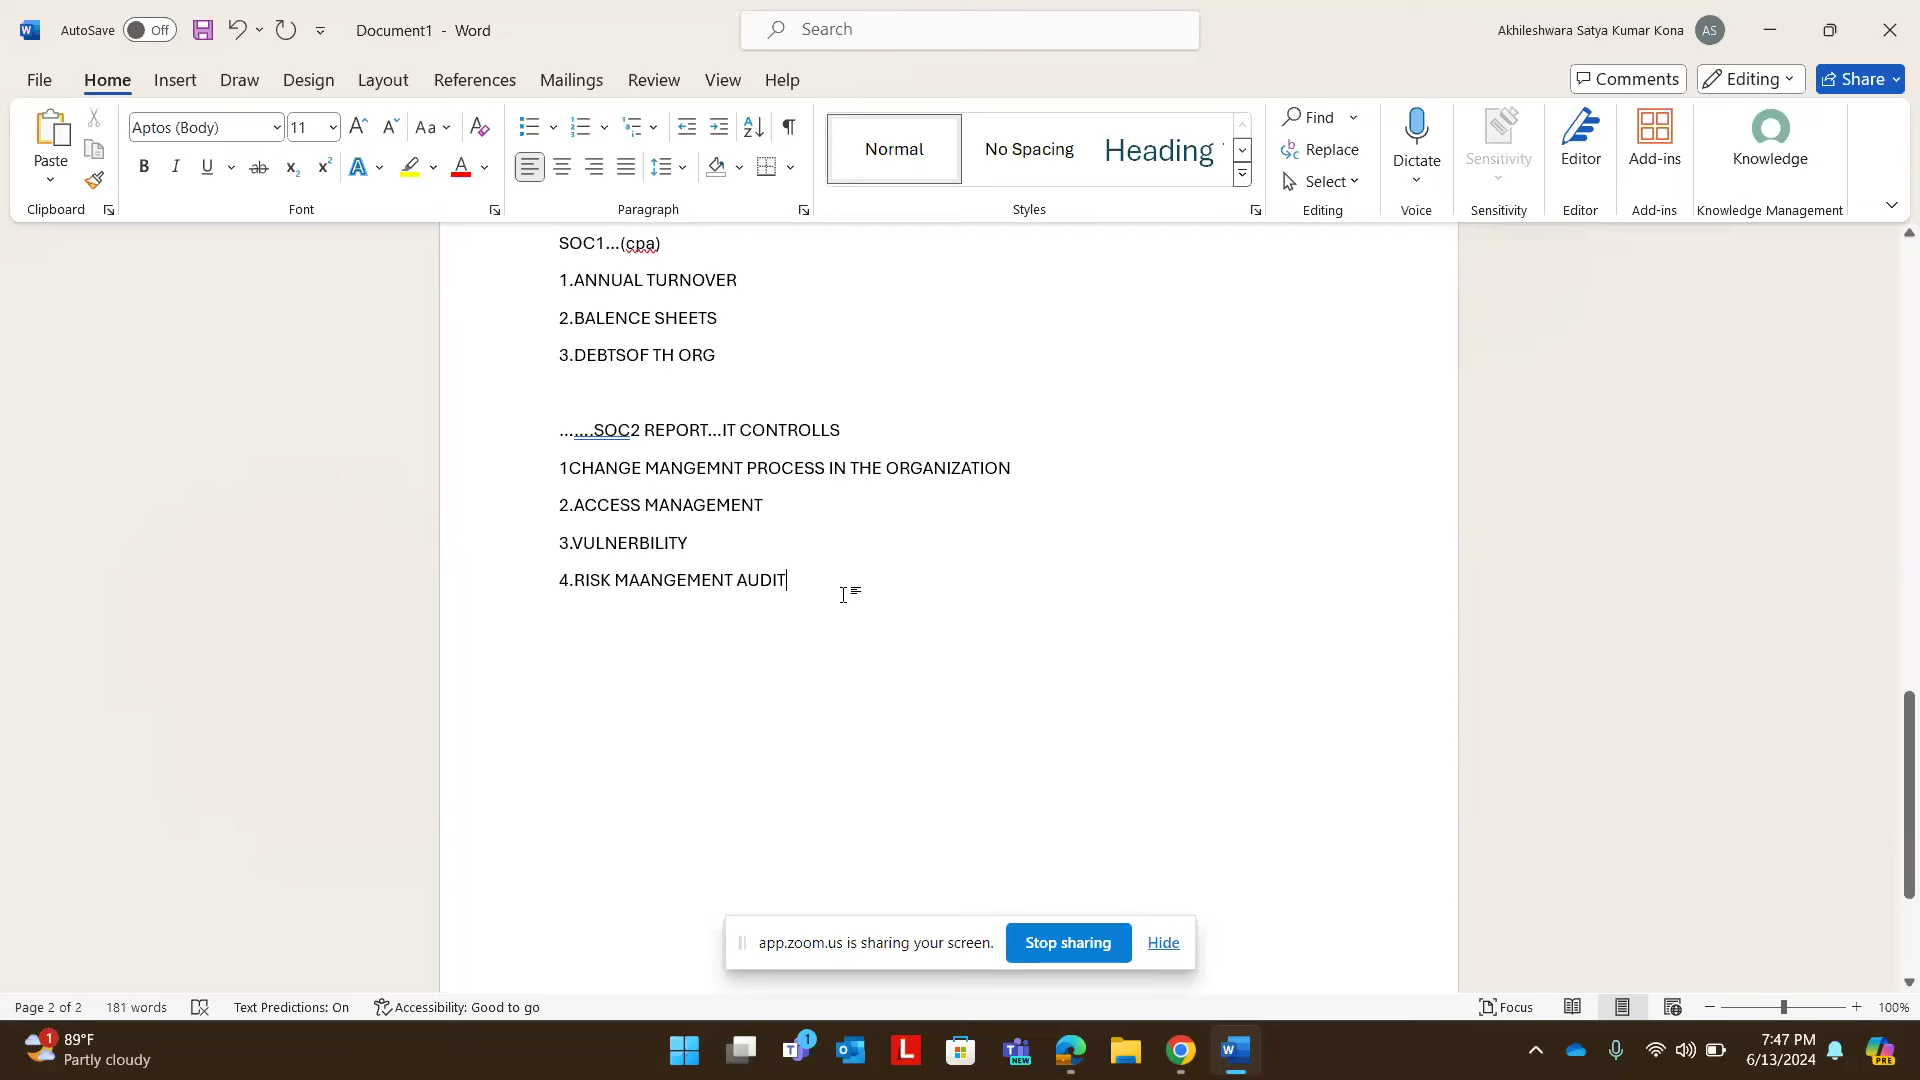 AutoSave Off Document1 - Word Search Akhileshwara Satya Kumar Kona AS
File Home Insert Draw Design Layout References Mailings Review View Help Comments Editing Share
Paste Aptos (Body) 11 Aa Normal No Spacing Heading Find Replace Select Dictate Sensitivity Editor Add-ins Knowledge
Clipboard Font Paragraph Styles Editing Voice Sensitivity Editor Add-ins Knowledge Management
SOC1...(cpa)
1.ANNUAL TURNOVER
2.BALENCE SHEETS
3.DEBTSOF TH ORG
.......SOC2 REPORT...IT CONTROLLS
1CHANGE MANGEMNT PROCESS IN THE ORGANIZATION
2.ACCESS MANAGEMENT
3.VULNERBILITY
4.RISK MAANGEMENT AUDIT
app.zoom.us is sharing your screen. Stop sharing Hide
Page 2 of 2 181 words Text Predictions: On Accessibility: Good to go Focus 100%
1 89°F
Partly cloudy
1 NEW
7:47 PM
6/13/2024
PRE